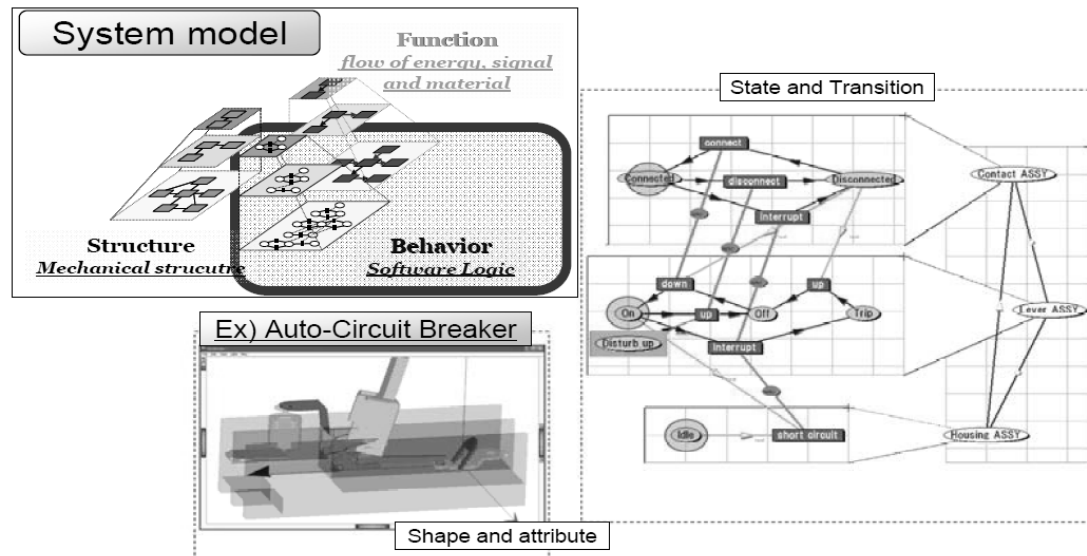 System model
Function
flow of energy, signal
and material
Structure
Mechanical strucutre
Behavior
Software Logic
Ex) Auto-Circuit Breaker
Shape and attribute
State and Transition
connect
Connected
disconnect
Disconnected
Interrupt
Contact ASSY
down
up
On
up
Off
Trip
Disturb up
Interrupt
Lever ASSY
Idle
short circuit
Housing ASSY